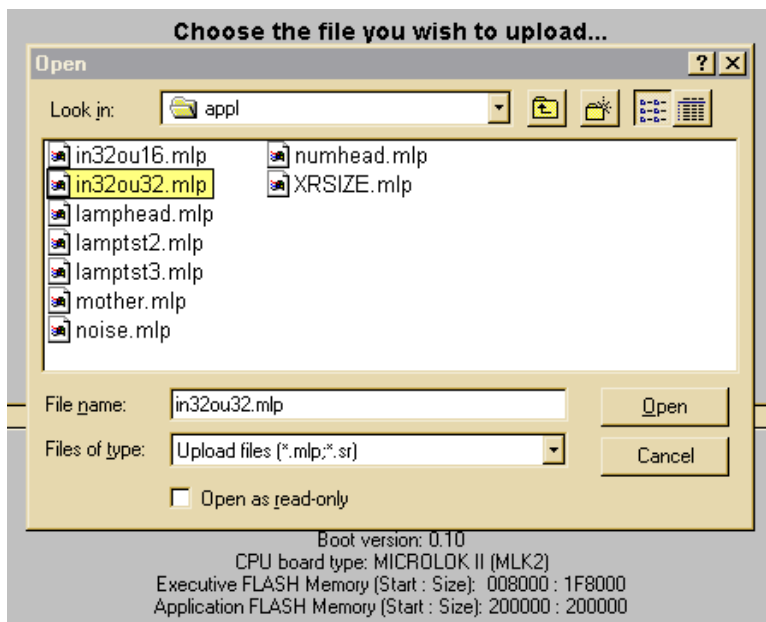 Choose the file you wish to upload...
Open
Look in: appl
in32ou16.mlp
in32ou32.mlp
lamphead.mlp
lamptst2.mlp
lamptst3.mlp
mother.mlp
noise.mlp
numhead.mlp
XRSIZE.mlp
File name: in32ou32.mlp Open
Files of type: Upload files (*.mlp;*.sr) Cancel
Open as read-only
Boot version: 0.10
CPU board type: MICROLOK II (MLK2)
Executive FLASH Memory (Start : Size): 008000 : 1F8000
Application FLASH Memory (Start : Size): 200000 : 200000